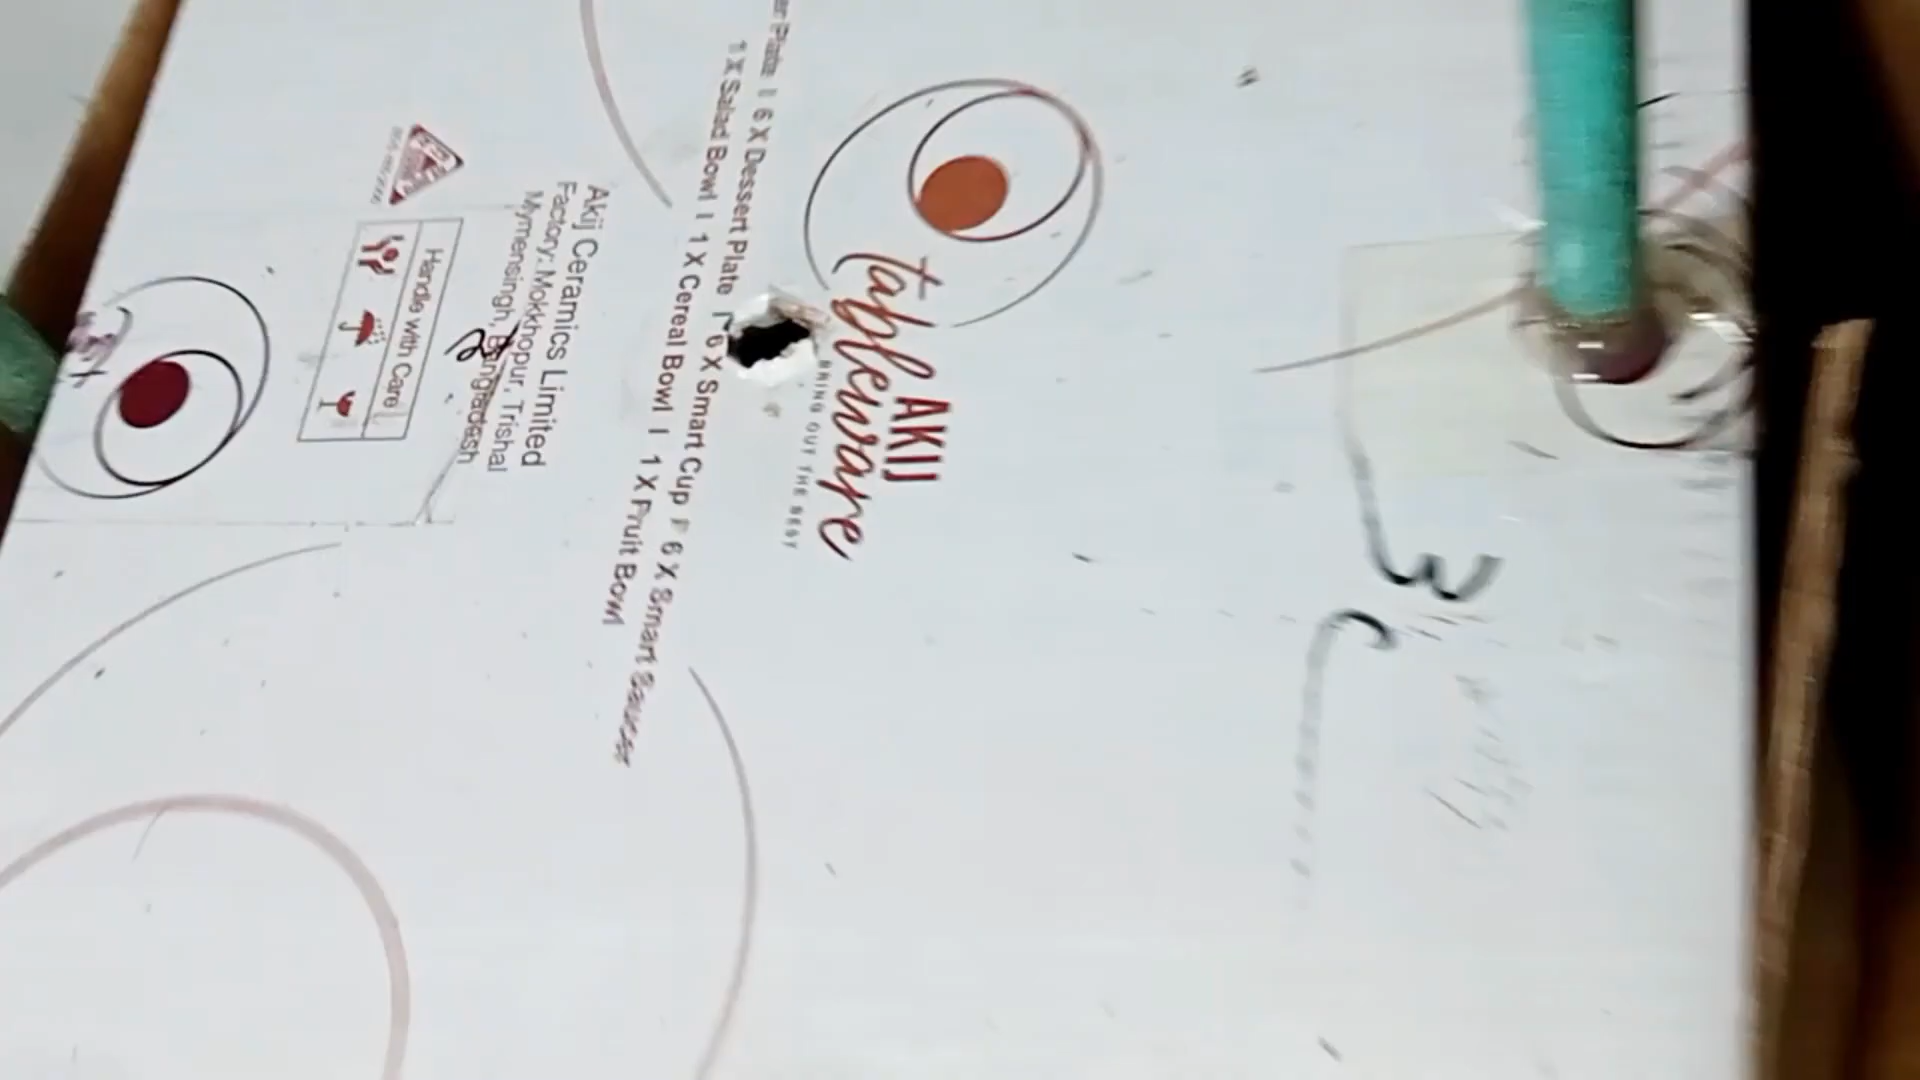 AKIJ
tableware
BRING OUT THE BEST
Plate | 6 X Dessert Plate | 6 X Smart Cup | 6 X Smart Saucer
1 X Salad Bowl | 1 X Cereal Bowl | 1 X Fruit Bowl
Akij Ceramics Limited
Factory: Mokkhopur, Trishal
Mymensingh, Bangladesh
Handle with Care